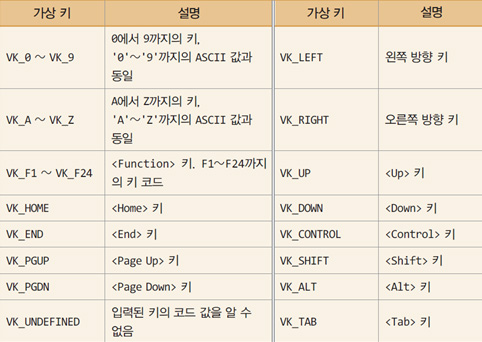 가상 키 설명 가상 키 설명
VK_0 ~ VK_9
0에서 9까지의 키.
'0'~'9'까지의 ASCII 값과
동일
VK_LEFT 왼쪽 방향 키
VK_A ~ VK_Z
A에서 Z까지의 키.
'A'~'Z'까지의 ASCII 값과
동일
VK_RIGHT 오른쪽 방향 키
VK_F1 ~ VK_F24
<Function> 키. F1~F24까지
의 키 코드
VK_UP <Up> 키
VK_HOME <Home> 키 VK_DOWN <Down> 키
VK_END <End> 키 VK_CONTROL <Control> 키
VK_PGUP <Page Up> 키 VK_SHIFT <Shift> 키
VK_PGDN <Page Down> 키 VK_ALT <Alt> 키
VK_UNDEFINED
입력된 키의 코드 값을 알 수
없음
VK_TAB <Tab> 키